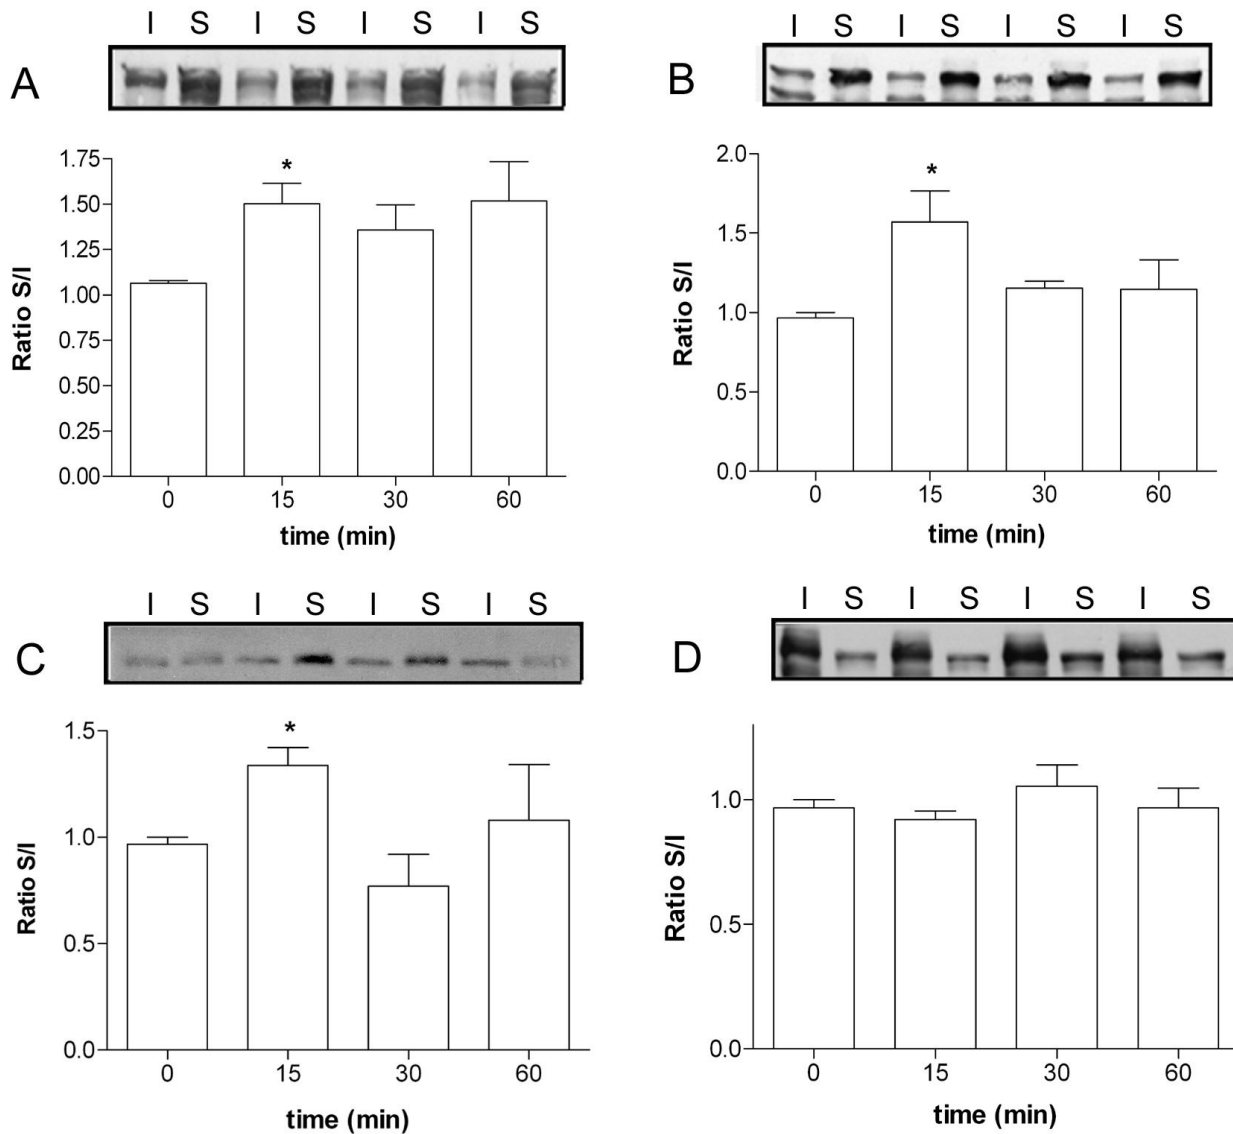 I S I S I S I S
A
1.75
1.50
1.25
1.00
0.75
0.50
0.25
0.00
Ratio S/I
*
0 15 30 60
time (min)
I S I S I S I S
B
2.0
1.5
1.0
0.5
0.0
Ratio S/I
*
0 15 30 60
time (min)
I S I S I S I S
C
1.5
1.0
0.5
0.0
Ratio S/I
*
0 15 30 60
time (min)
I S I S I S I S
D
1.0
0.5
0.0
Ratio S/I
0 15 30 60
time (min)